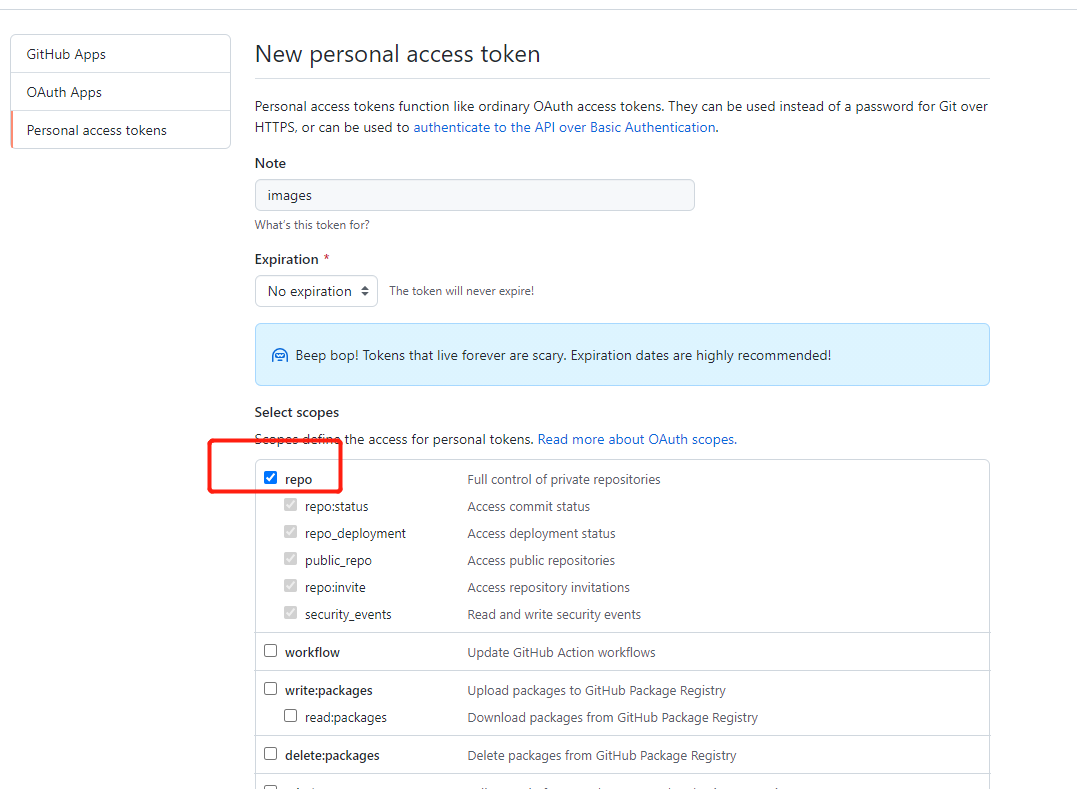 GitHub Apps
OAuth Apps
Personal access tokens
New personal access token
Personal access tokens function like ordinary OAuth access tokens. They can be used instead of a password for Git over
HTTPS, or can be used to authenticate to the API over Basic Authentication.
Note
images
What's this token for?
Expiration *
No expiration The token will never expire!
Beep bop! Tokens that live forever are scary. Expiration dates are highly recommended!
Select scopes
Scopes define the access for personal tokens. Read more about OAuth scopes.
repo Full control of private repositories
repo:status Access commit status
repo_deployment Access deployment status
public_repo Access public repositories
repo:invite Access repository invitations
security_events Read and write security events
workflow Update GitHub Action workflows
write:packages Upload packages to GitHub Package Registry
read:packages Download packages from GitHub Package Registry
delete:packages Delete packages from GitHub Package Registry